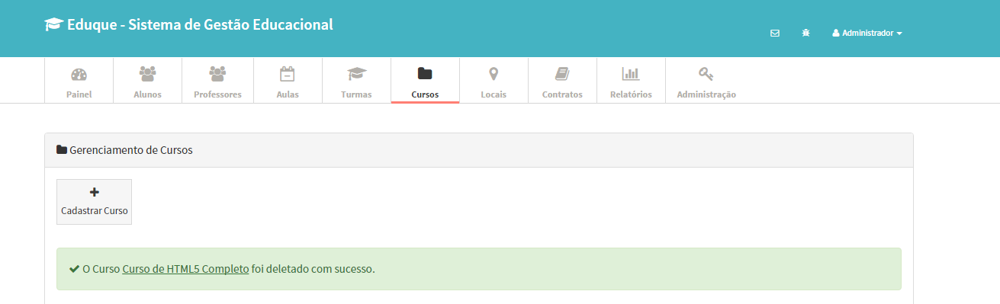 Eduque - Sistema de Gestão Educacional
Administrador
Painel
Alunos
Professores
Aulas
Turmas
Cursos
Locais
Contratos
Relatórios
Administração
Gerenciamento de Cursos
Cadastrar Curso
O Curso Curso de HTML5 Completo foi deletado com sucesso.